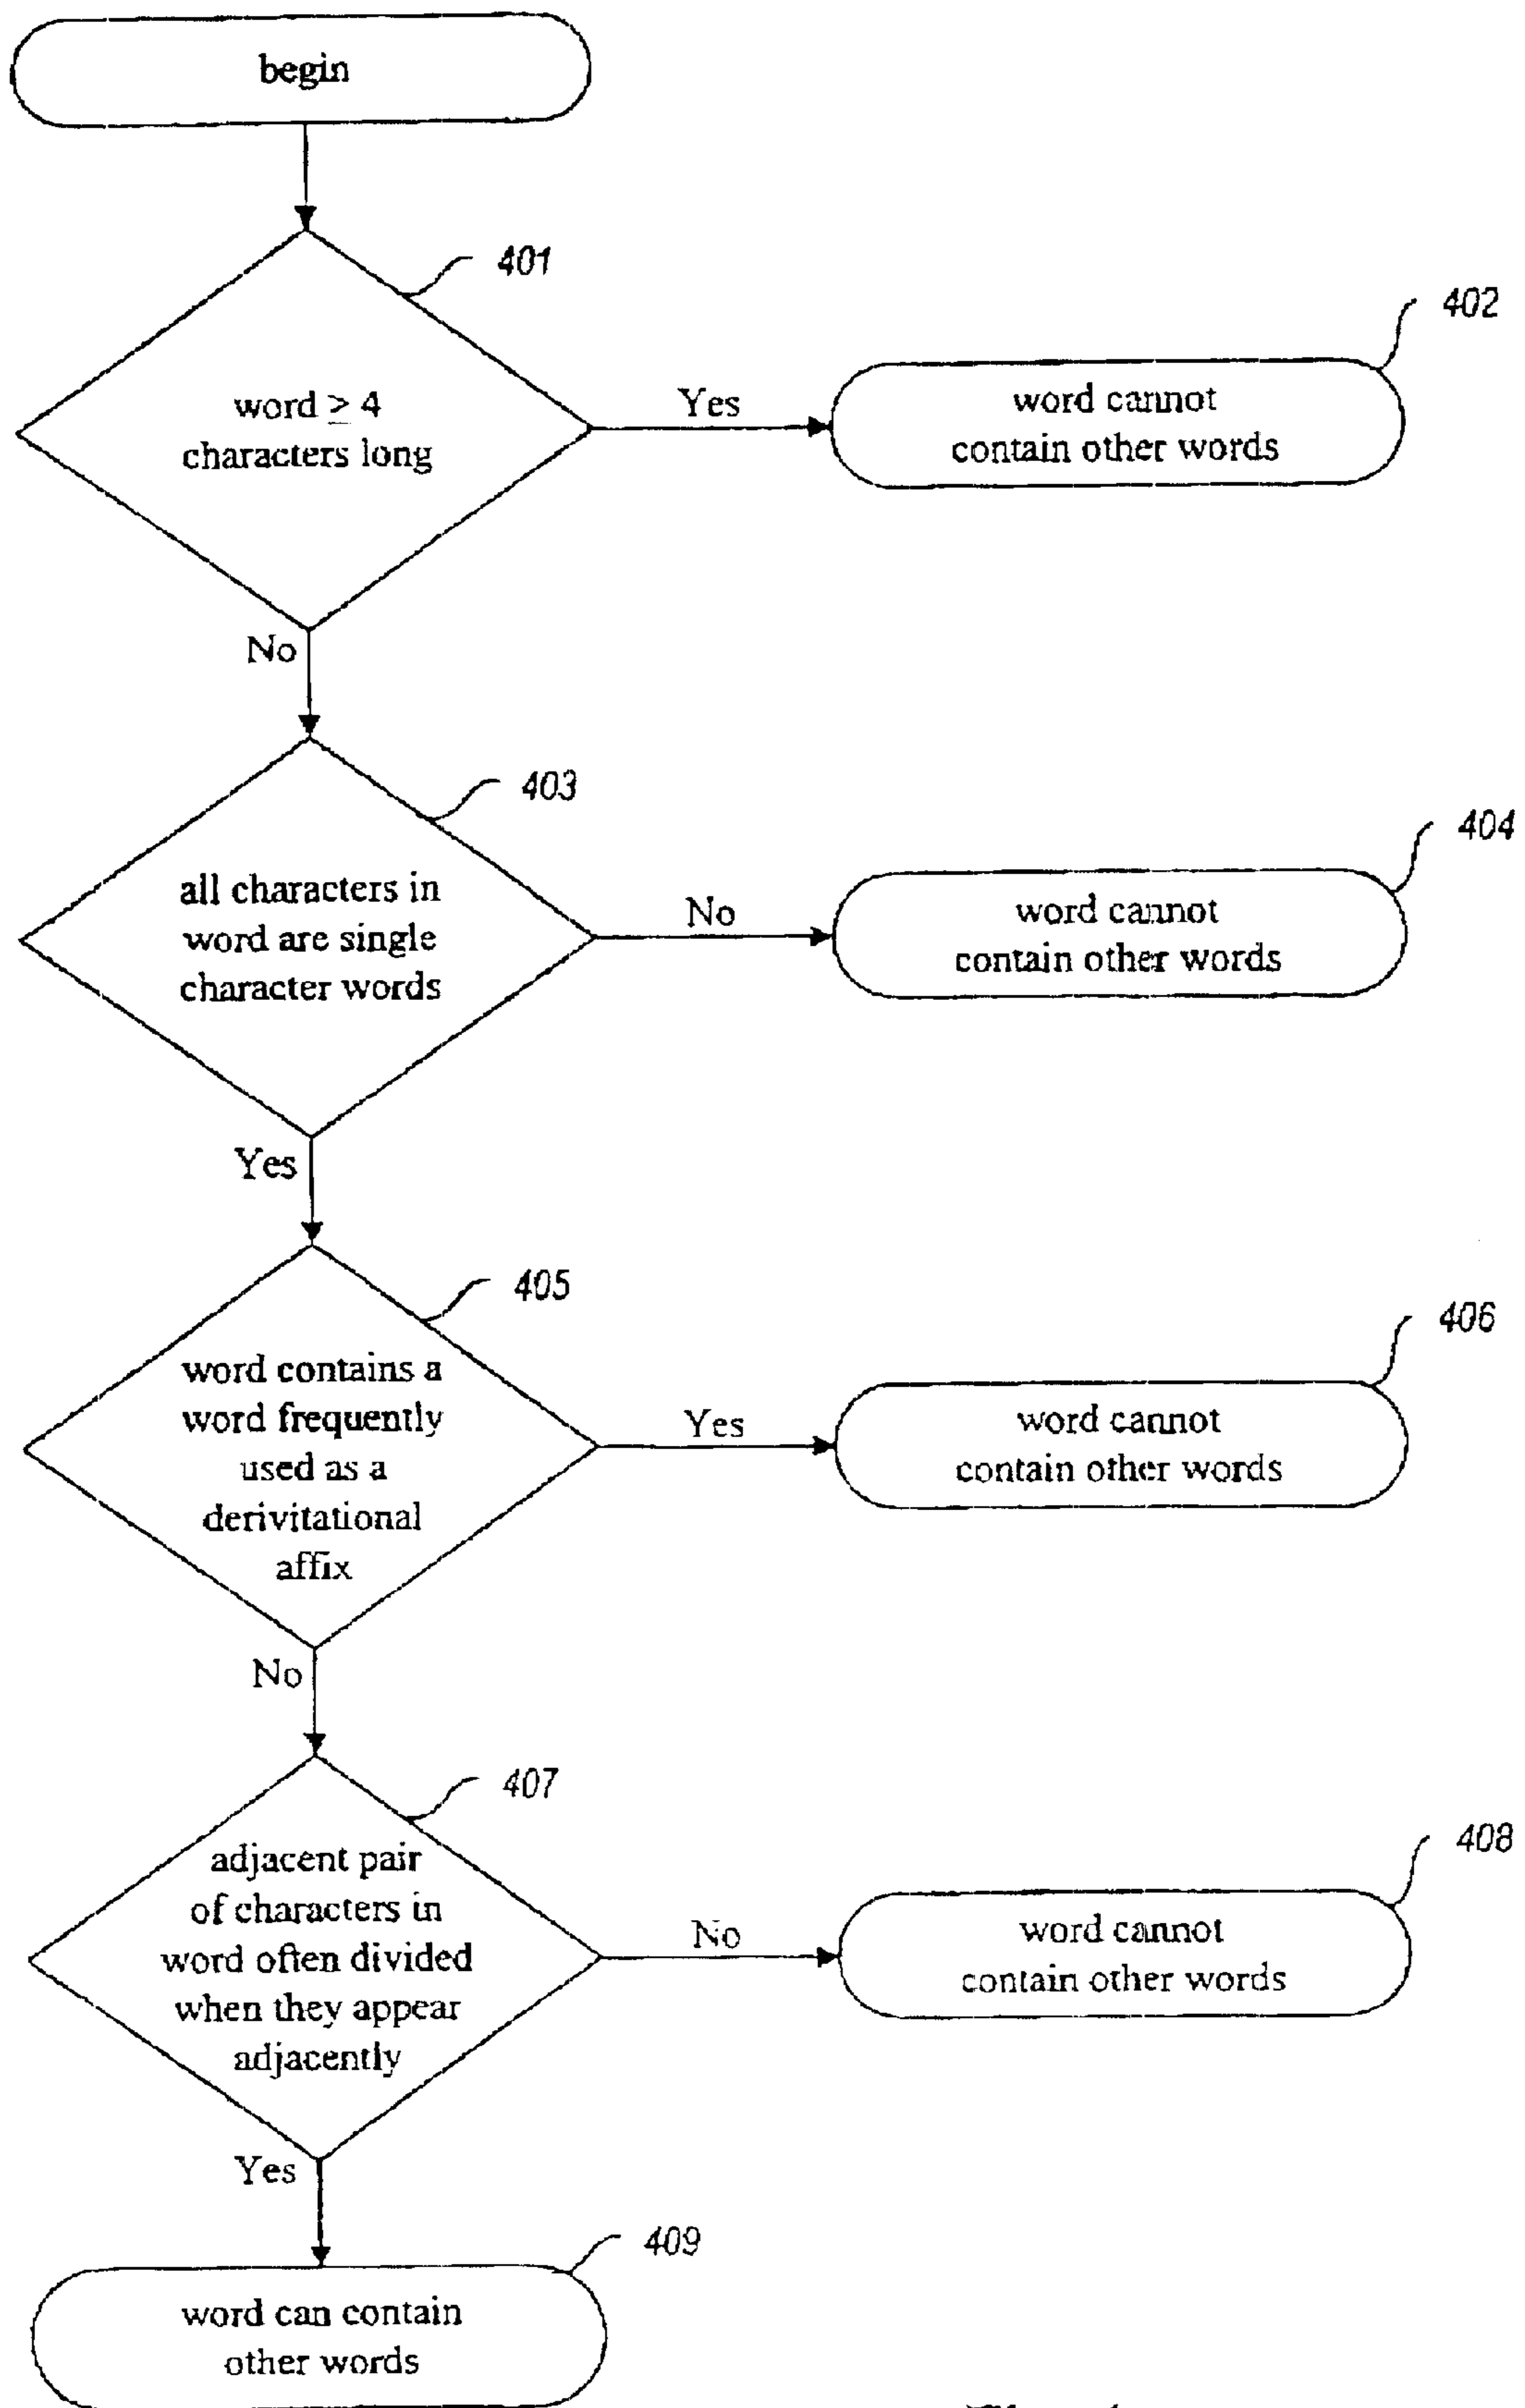 begin
401
402
word ≥ 4
characters long
Yes
word cannot
contain other words
No
403
404
all characters in
word are single
character words
No
word cannot
contain other words
Yes
405
406
word contains a
word frequently
used as a
derivitational
affix
Yes
word cannot
contain other words
No
407
408
adjacent pair
of characters in
word often divided
when they appear
adjacently
No
word cannot
contain other words
Yes
409
word can contain
other words